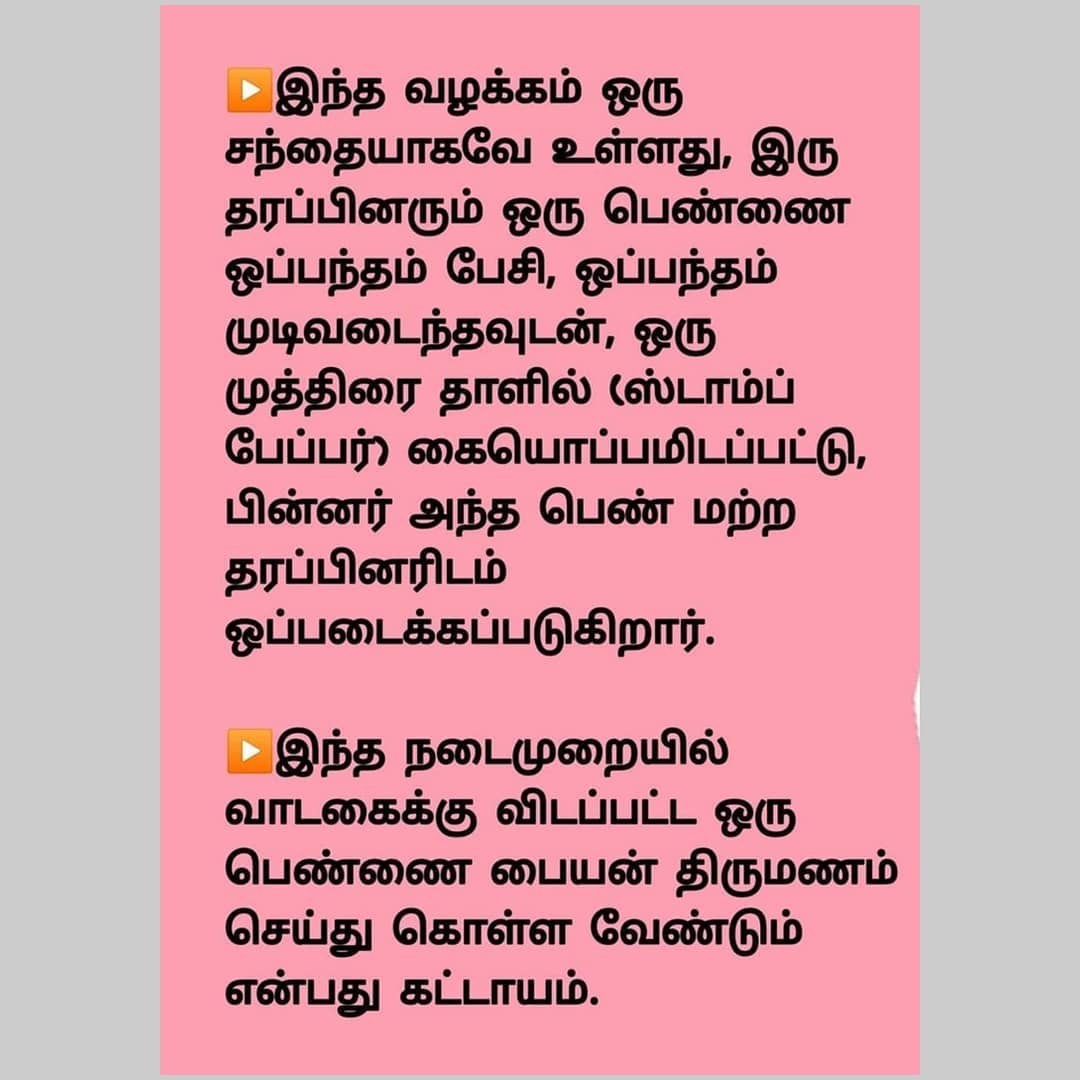 ▶️இந்த வழக்கம் ஒரு
சந்தையாகவே உள்ளது, இரு
தரப்பினரும் ஒரு பெண்ணை
ஒப்பந்தம் பேசி, ஒப்பந்தம்
முடிவடைந்தவுடன், ஒரு
முத்திரை தாளில் (ஸ்டாம்ப்
பேப்பர்) கையொப்பமிடப்பட்டு,
பின்னர் அந்த பெண் மற்ற
தரப்பினரிடம்
ஒப்படைக்கப்படுகிறார்.
▶️இந்த நடைமுறையில்
வாடகைக்கு விடப்பட்ட ஒரு
பெண்ணை பையன் திருமணம்
செய்து கொள்ள வேண்டும்
என்பது கட்டாயம்.